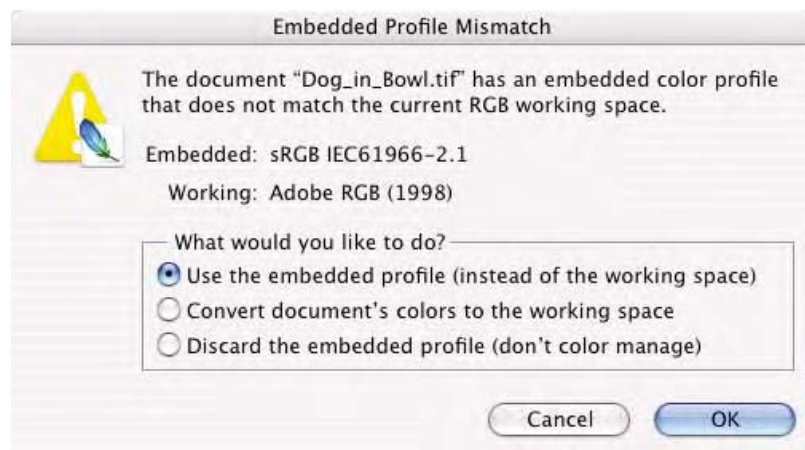 Embedded Profile Mismatch
The document “Dog_in_Bowl.tif” has an embedded color profile
that does not match the current RGB working space.
Embedded: sRGB IEC61966-2.1
Working: Adobe RGB (1998)
What would you like to do?
Use the embedded profile (instead of the working space)
Convert document's colors to the working space
Discard the embedded profile (don't color manage)
Cancel OK